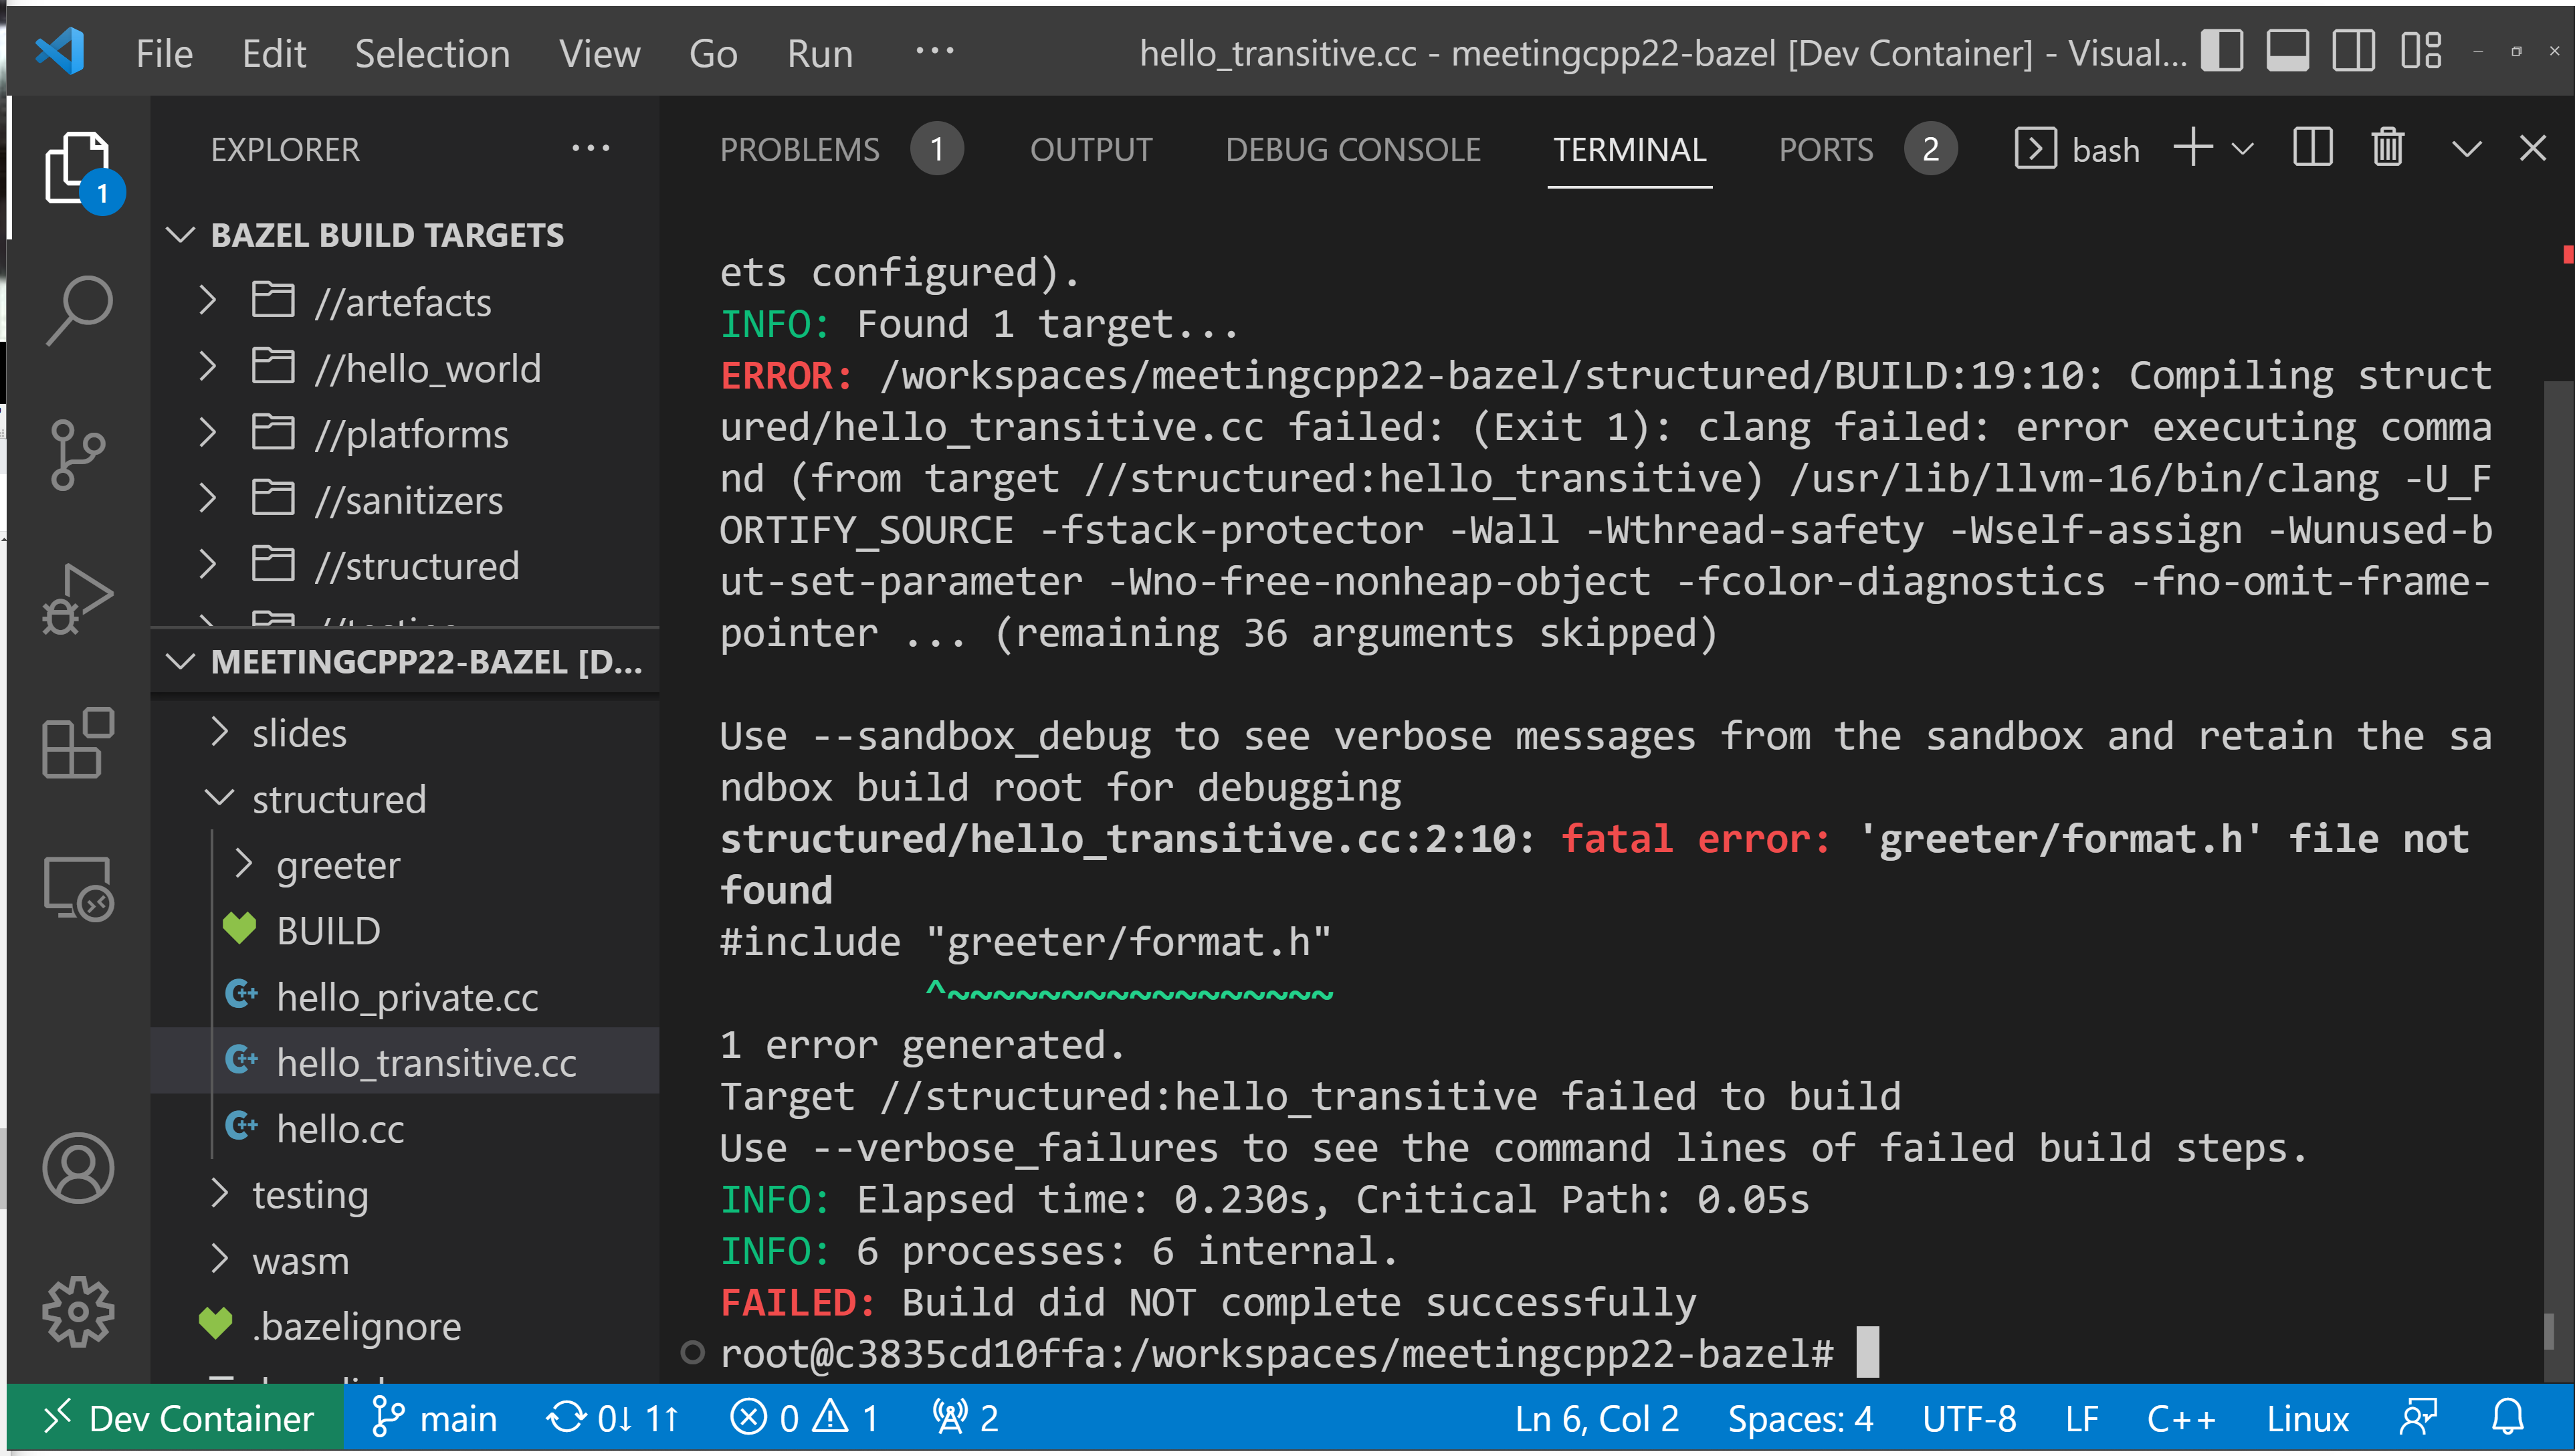 File Edit Selection View Go Run ···
hello_transitive.cc - meetingcpp22-bazel [Dev Container] - Visual...
EXPLORER ···
PROBLEMS 1 OUTPUT DEBUG CONSOLE TERMINAL PORTS 2 bash
1
BAZEL BUILD TARGETS
//artefacts
//hello_world
//platforms
//sanitizers
//structured
MEETINGCPP22-BAZEL [D...
slides
structured
greeter
BUILD
hello_private.cc
hello_transitive.cc
hello.cc
testing
wasm
.bazelignore
ets configured).
INFO: Found 1 target...
ERROR: /workspaces/meetingcpp22-bazel/structured/BUILD:19:10: Compiling struct
ured/hello_transitive.cc failed: (Exit 1): clang failed: error executing comma
nd (from target //structured:hello_transitive) /usr/lib/llvm-16/bin/clang -U_F
ORTIFY_SOURCE -fstack-protector -Wall -Wthread-safety -Wself-assign -Wunused-b
ut-set-parameter -Wno-free-nonheap-object -fcolor-diagnostics -fno-omit-frame-
pointer ... (remaining 36 arguments skipped)
Use --sandbox_debug to see verbose messages from the sandbox and retain the sa
ndbox build root for debugging
structured/hello_transitive.cc:2:10: fatal error: 'greeter/format.h' file not
found
#include "greeter/format.h"
^~~~~~~~~~~~~~~~~~
1 error generated.
Target //structured:hello_transitive failed to build
Use --verbose_failures to see the command lines of failed build steps.
INFO: Elapsed time: 0.230s, Critical Path: 0.05s
INFO: 6 processes: 6 internal.
FAILED: Build did NOT complete successfully
root@c3835cd10ffa:/workspaces/meetingcpp22-bazel#
Dev Container main 0↓ 1↑ 0 1 2 Ln 6, Col 2 Spaces: 4 UTF-8 LF C++ Linux